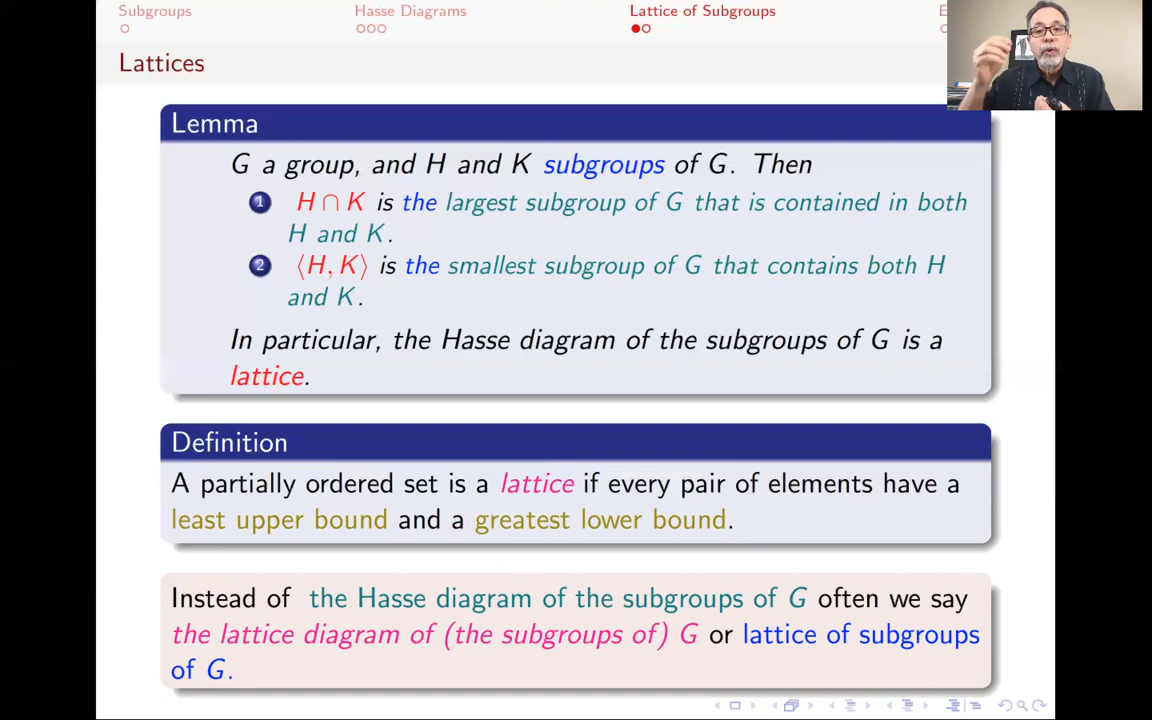 Subgroups Hasse Diagrams Lattice of Subgroups E
Lattices
Lemma
G a group, and H and K subgroups of G. Then
1 H ∩ K is the largest subgroup of G that is contained in both
H and K.
2 ⟨H, K⟩ is the smallest subgroup of G that contains both H
and K.
In particular, the Hasse diagram of the subgroups of G is a
lattice.
Definition
A partially ordered set is a lattice if every pair of elements have a
least upper bound and a greatest lower bound.
Instead of the Hasse diagram of the subgroups of G often we say
the lattice diagram of (the subgroups of) G or lattice of subgroups
of G.